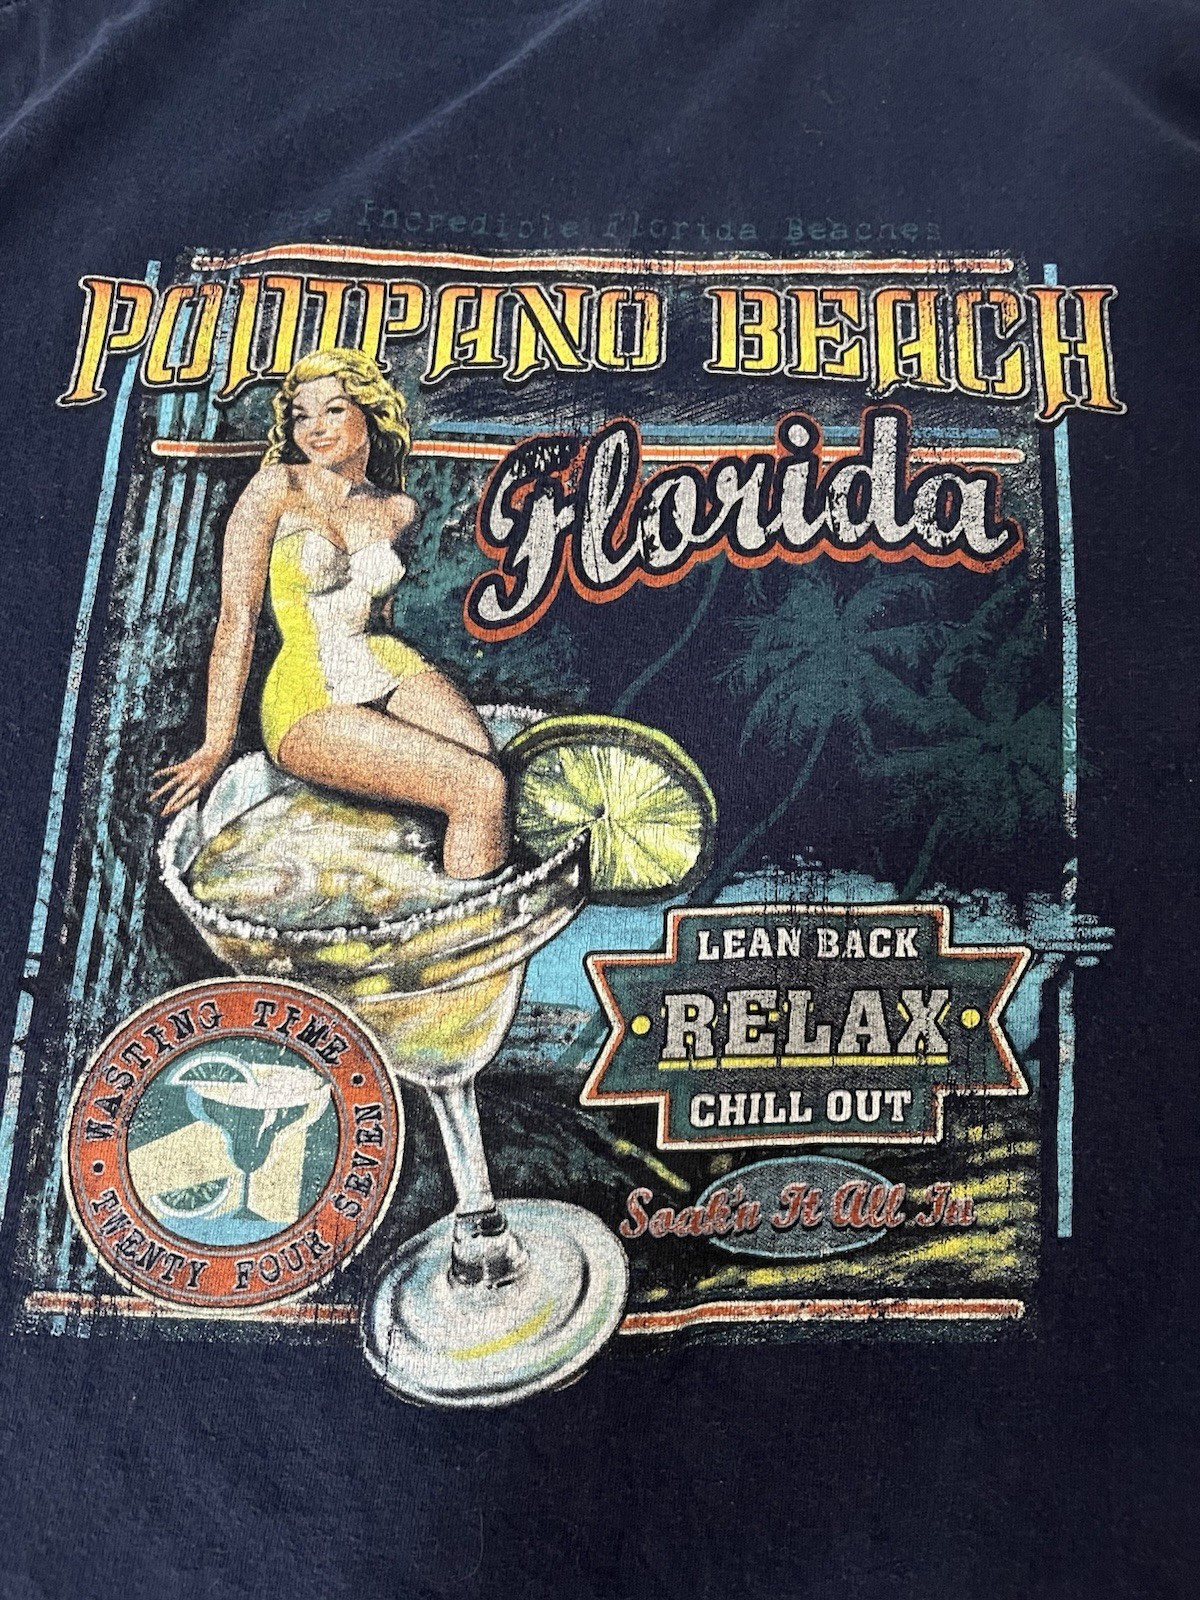 Incredible Florida Beaches
POMPANO BEACH
Florida
LEAN BACK
RELAX
CHILL OUT
WASTING TIME
TWENTY FOUR SEVEN
Soak'n It All In